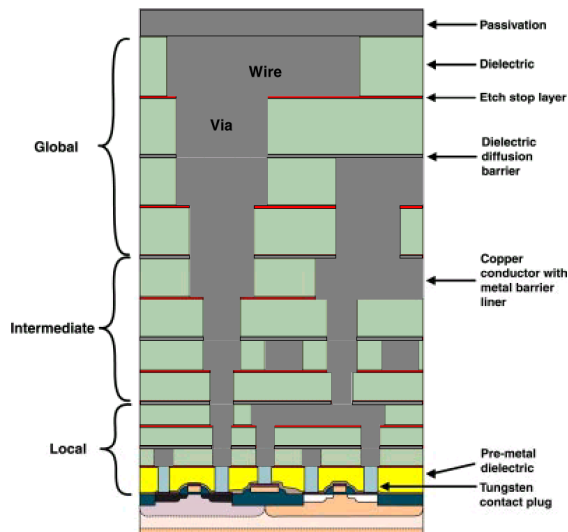 Passivation
Wire
Dielectric
Etch stop layer
Via
Global
Dielectric
diffusion
barrier
Copper
conductor with
metal barrier
liner
Intermediate
Local
Pre-metal
dielectric
Tungsten
contact plug